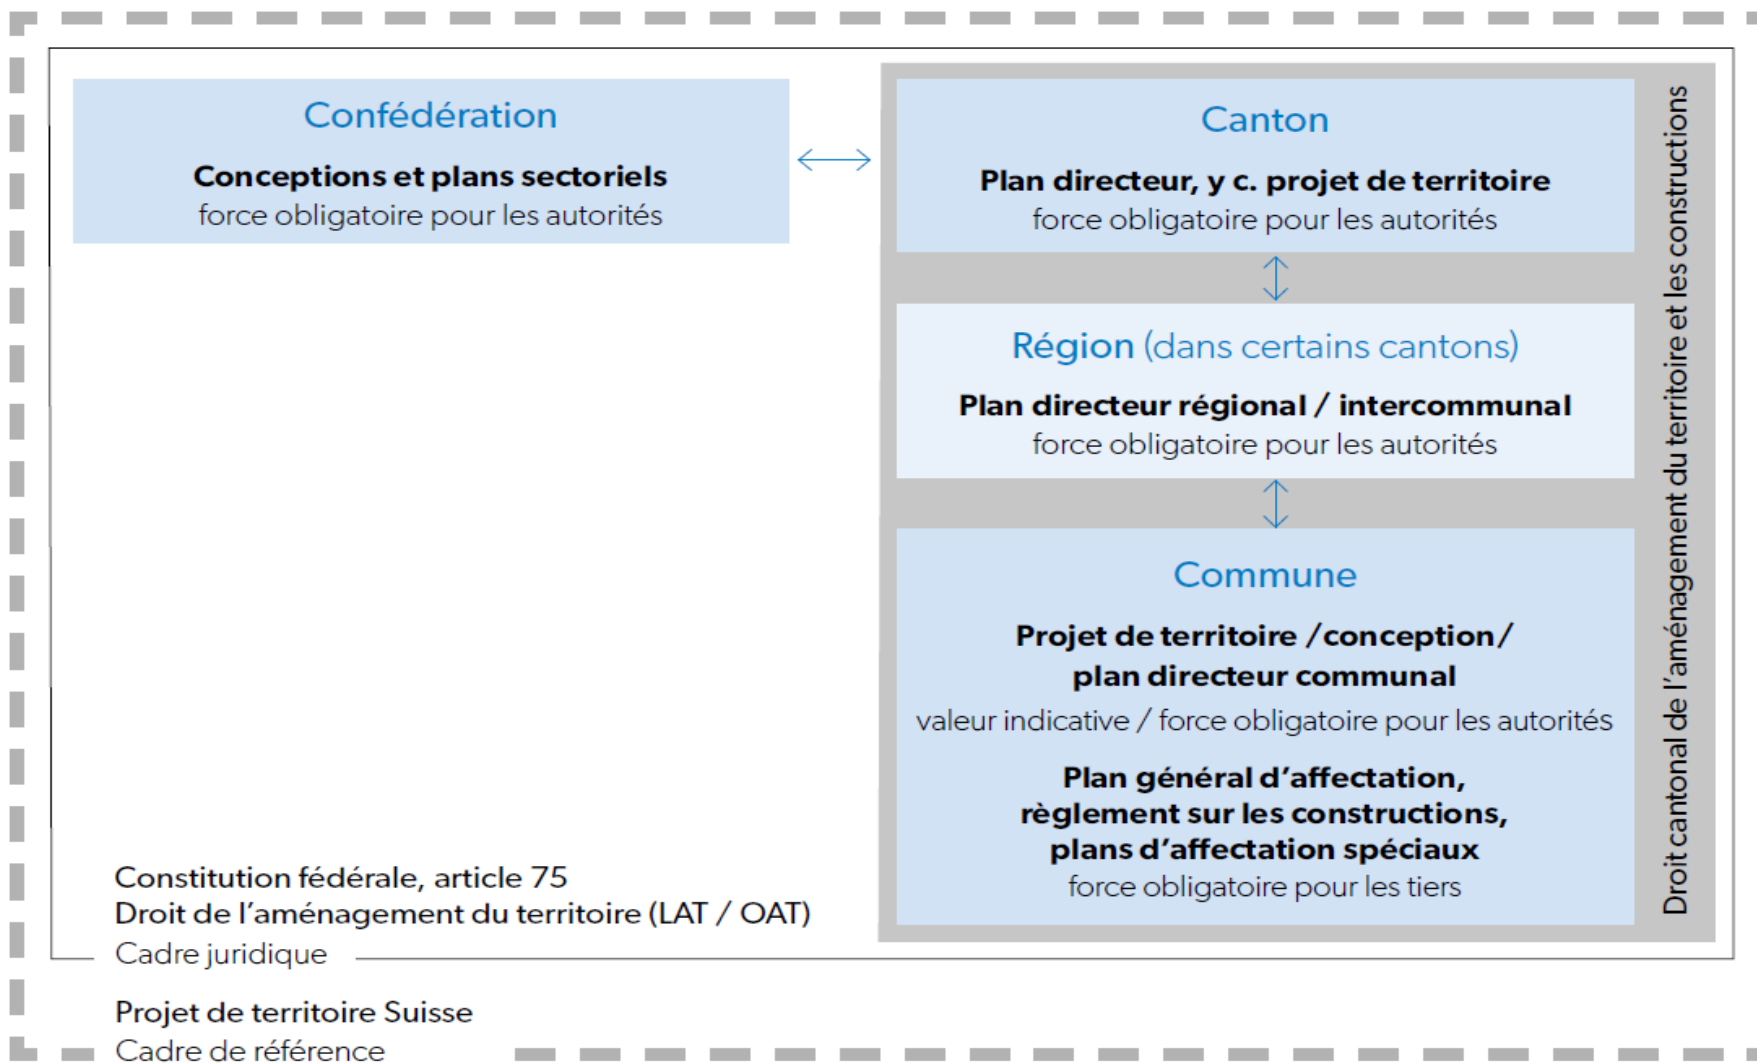 Confédération
Conceptions et plans sectoriels
force obligatoire pour les autorités
Canton
Plan directeur, y c. projet de territoire
force obligatoire pour les autorités
Région (dans certains cantons)
Plan directeur régional / intercommunal
force obligatoire pour les autorités
Commune
Projet de territoire /conception/
plan directeur communal
valeur indicative / force obligatoire pour les autorités
Plan général d’affectation,
règlement sur les constructions,
plans d’affectation spéciaux
force obligatoire pour les tiers
Droit cantonal de l’aménagement du territoire et les constructions
Constitution fédérale, article 75
Droit de l’aménagement du territoire (LAT / OAT)
Cadre juridique
Projet de territoire Suisse
Cadre de référence